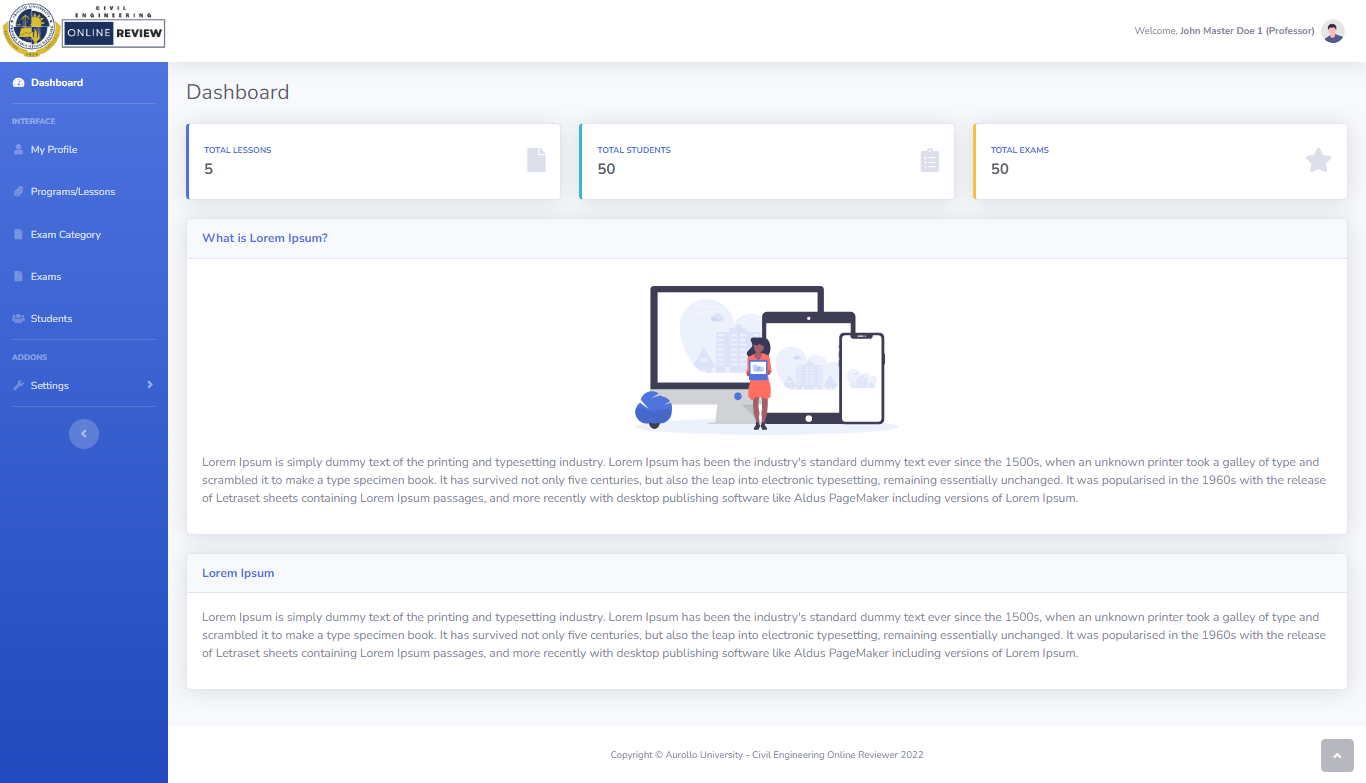 CIVIL
ENGINEERING
ONLINE REVIEW
Welcome, John Master Doe 1 (Professor)
Dashboard
INTERFACE
My Profile
Programs/Lessons
Exam Category
Exams
Students
ADDONS
Settings
Dashboard
TOTAL LESSONS
5
TOTAL STUDENTS
50
TOTAL EXAMS
50
What is Lorem Ipsum?
Lorem Ipsum is simply dummy text of the printing and typesetting industry. Lorem Ipsum has been the industry's standard dummy text ever since the 1500s, when an unknown printer took a galley of type and
scrambled it to make a type specimen book. It has survived not only five centuries, but also the leap into electronic typesetting, remaining essentially unchanged. It was popularised in the 1960s with the release
of Letraset sheets containing Lorem Ipsum passages, and more recently with desktop publishing software like Aldus PageMaker including versions of Lorem Ipsum.
Lorem Ipsum
Lorem Ipsum is simply dummy text of the printing and typesetting industry. Lorem Ipsum has been the industry's standard dummy text ever since the 1500s, when an unknown printer took a galley of type and
scrambled it to make a type specimen book. It has survived not only five centuries, but also the leap into electronic typesetting, remaining essentially unchanged. It was popularised in the 1960s with the release
of Letraset sheets containing Lorem Ipsum passages, and more recently with desktop publishing software like Aldus PageMaker including versions of Lorem Ipsum.
Copyright © Aurollo University - Civil Engineering Online Reviewer 2022